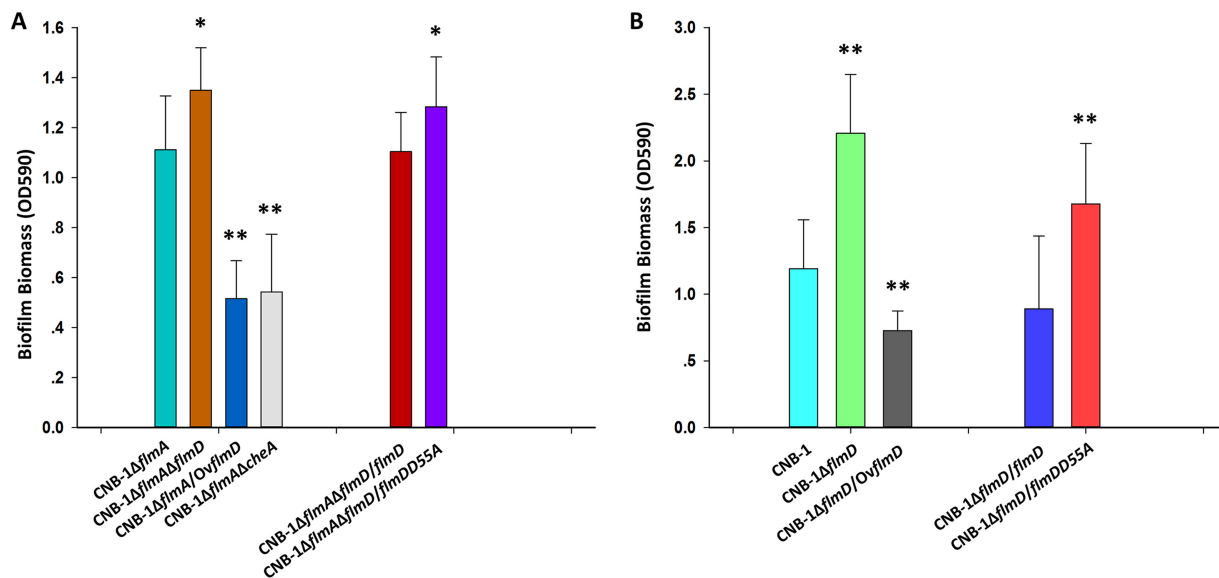 A
Biofilm Biomass (OD590)
1.6
1.4
1.2
1.0
.8
.6
.4
.2
0.0
*
**
**
*
CNB-1ΔflmA
CNB-1ΔflmAΔflmD
CNB-1ΔflmA/OvflmD
CNB-1ΔflmAΔcheA
CNB-1ΔflmAΔflmD/flmD
CNB-1ΔflmAΔflmD/flmDD55A
B
Biofilm Biomass (OD590)
3.0
2.5
2.0
1.5
1.0
.5
0.0
**
**
**
CNB-1
CNB-1ΔflmD
CNB-1ΔflmD/OvflmD
CNB-1ΔflmD/flmD
CNB-1ΔflmD/flmDD55A